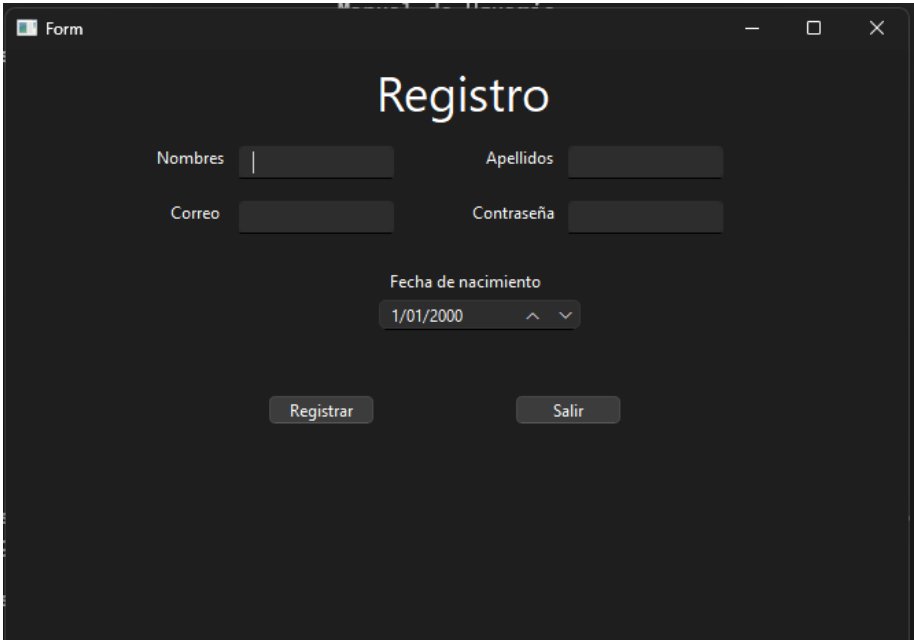 Form
Registro
Nombres
Apellidos
Correo
Contraseña
Fecha de nacimiento
1/01/2000
Registrar
Salir